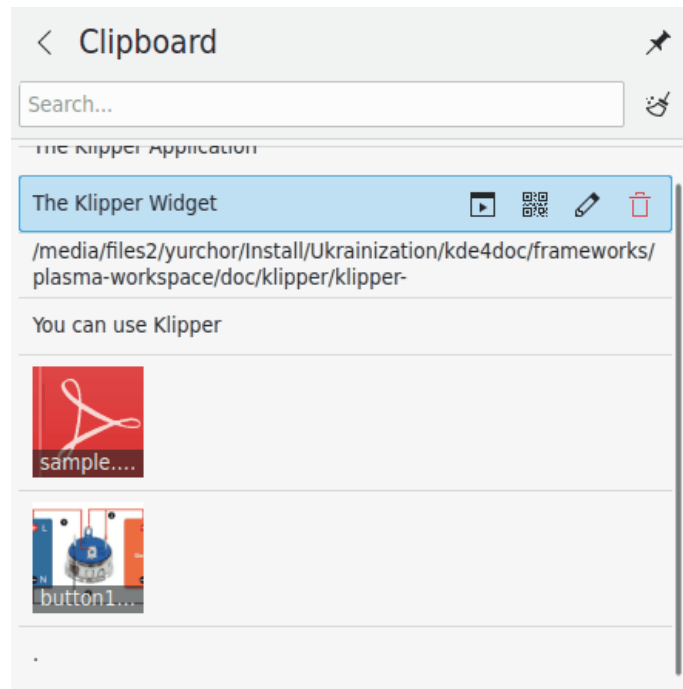 Clipboard
Search...
The Klipper Application
The Klipper Widget
/media/files2/yurchor/Install/Ukrainization/kde4doc/frameworks/
plasma-workspace/doc/klipper/klipper-
You can use Klipper
sample....
L
N
button1...
.